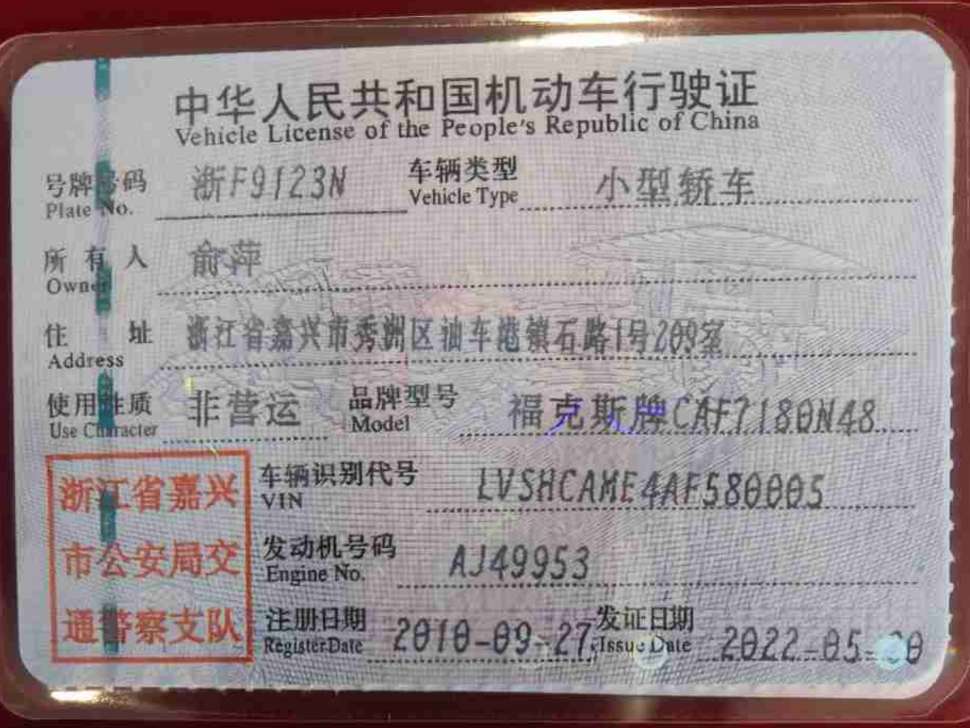 中华人民共和国机动车行驶证
Vehicle License of the People's Republic of China
号牌号码 浙F9123N 车辆类型 小型轿车
Plate No. Vehicle Type
所有人 俞萍
Owner
住址 浙江省嘉兴市秀洲区油车港镇石路1号209室
Address
使用性质 非营运 品牌型号 福克斯牌CAF7180N48
Use Character Model
浙江省嘉兴 车辆识别代号 LVSHCAME4AF580005
VIN
市公安局交 发动机号码 AJ49953
Engine No.
通警察支队 注册日期 2010-09-27 发证日期 2022-05-
Register Date Issue Date